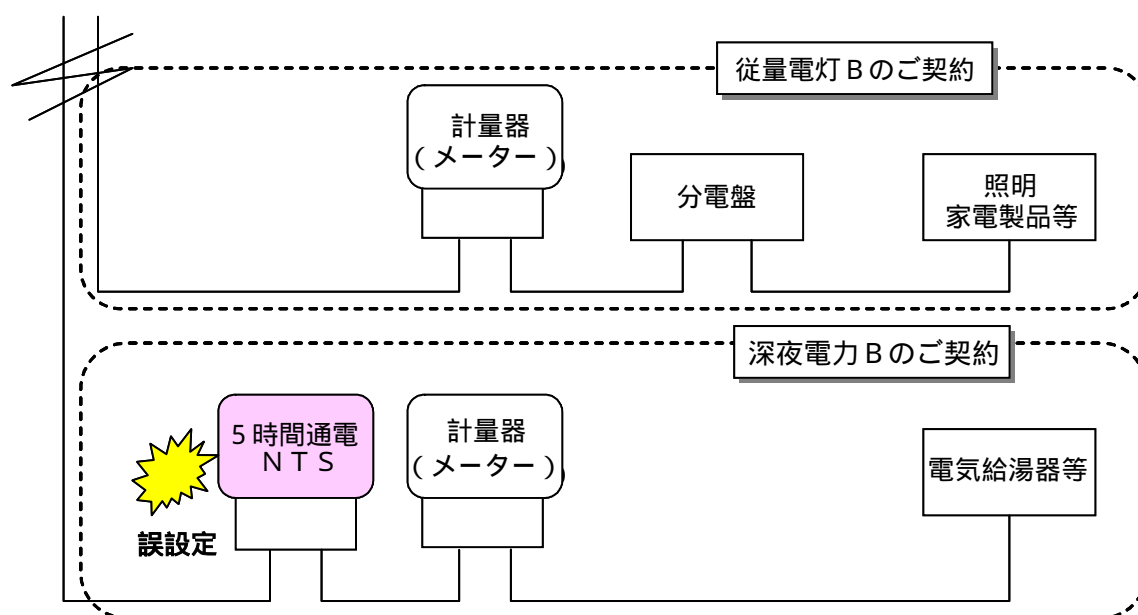 従量電灯Bのご契約
計量器
(メーター)
分電盤
照明
家電製品等
深夜電力Bのご契約
5時間通電
NTS
計量器
(メーター)
電気給湯器等
誤設定